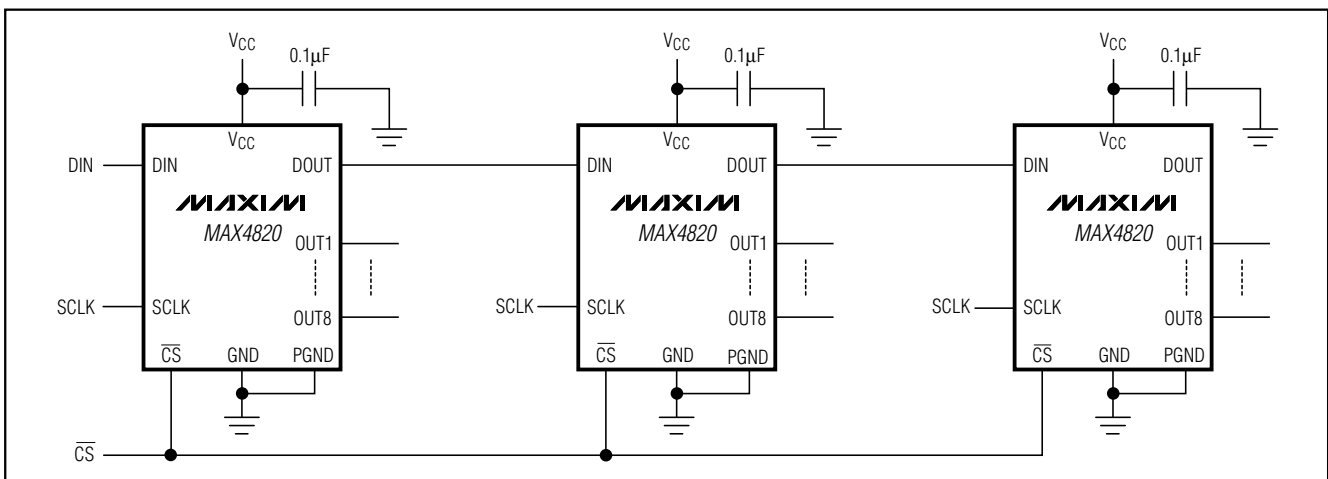 VCC 0.1µF VCC 0.1µF VCC 0.1µF
VCC VCC VCC
DIN DIN DOUT DIN DOUT DIN DOUT
MAXIM MAXIM MAXIM
MAX4820 MAX4820 MAX4820
OUT1 OUT1 OUT1
SCLK SCLK SCLK SCLK SCLK SCLK
OUT8 OUT8 OUT8
CS GND PGND CS GND PGND CS GND PGND
CS